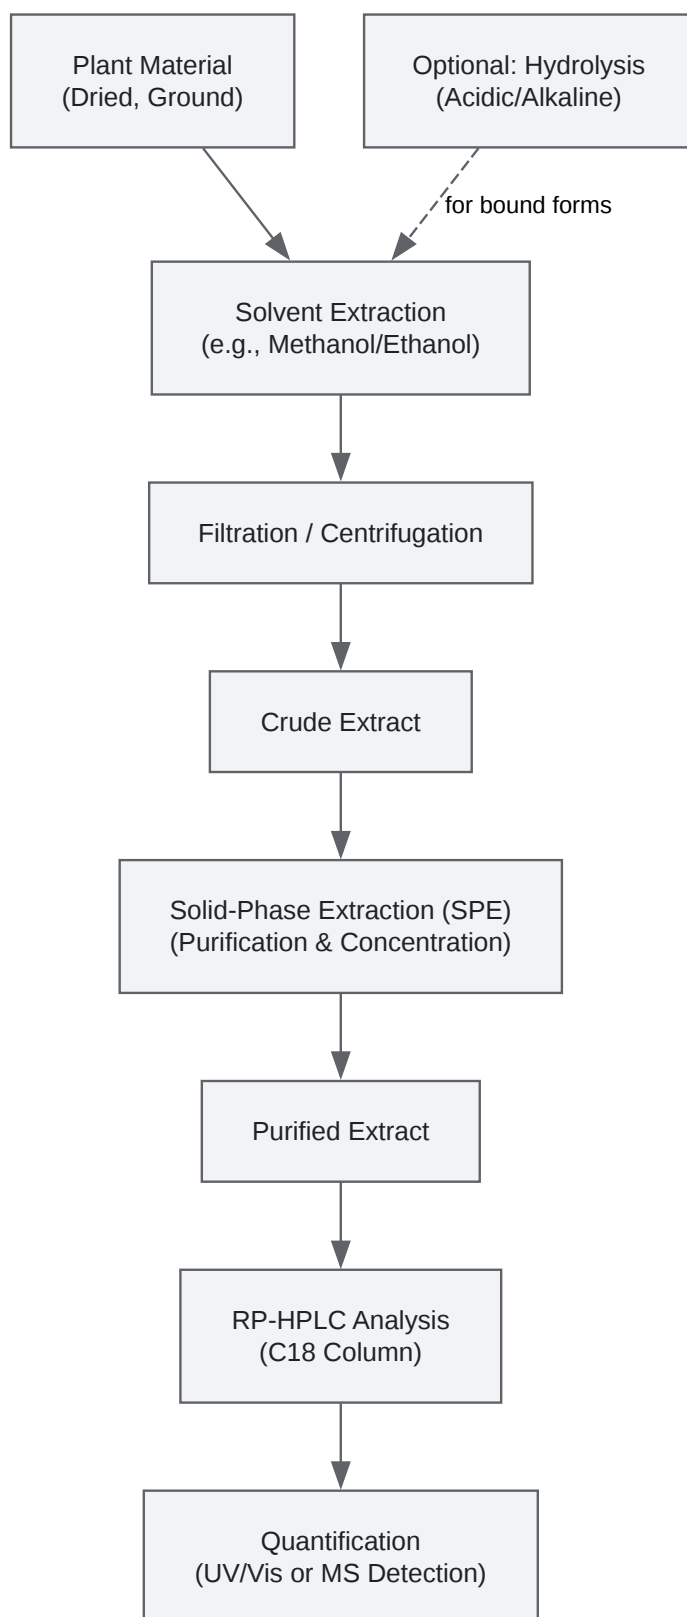 Plant Material
(Dried, Ground)
Optional: Hydrolysis
(Acidic/Alkaline)
for bound forms
Solvent Extraction
(e.g., Methanol/Ethanol)
Filtration / Centrifugation
Crude Extract
Solid-Phase Extraction (SPE)
(Purification & Concentration)
Purified Extract
RP-HPLC Analysis
(C18 Column)
Quantification
(UV/Vis or MS Detection)